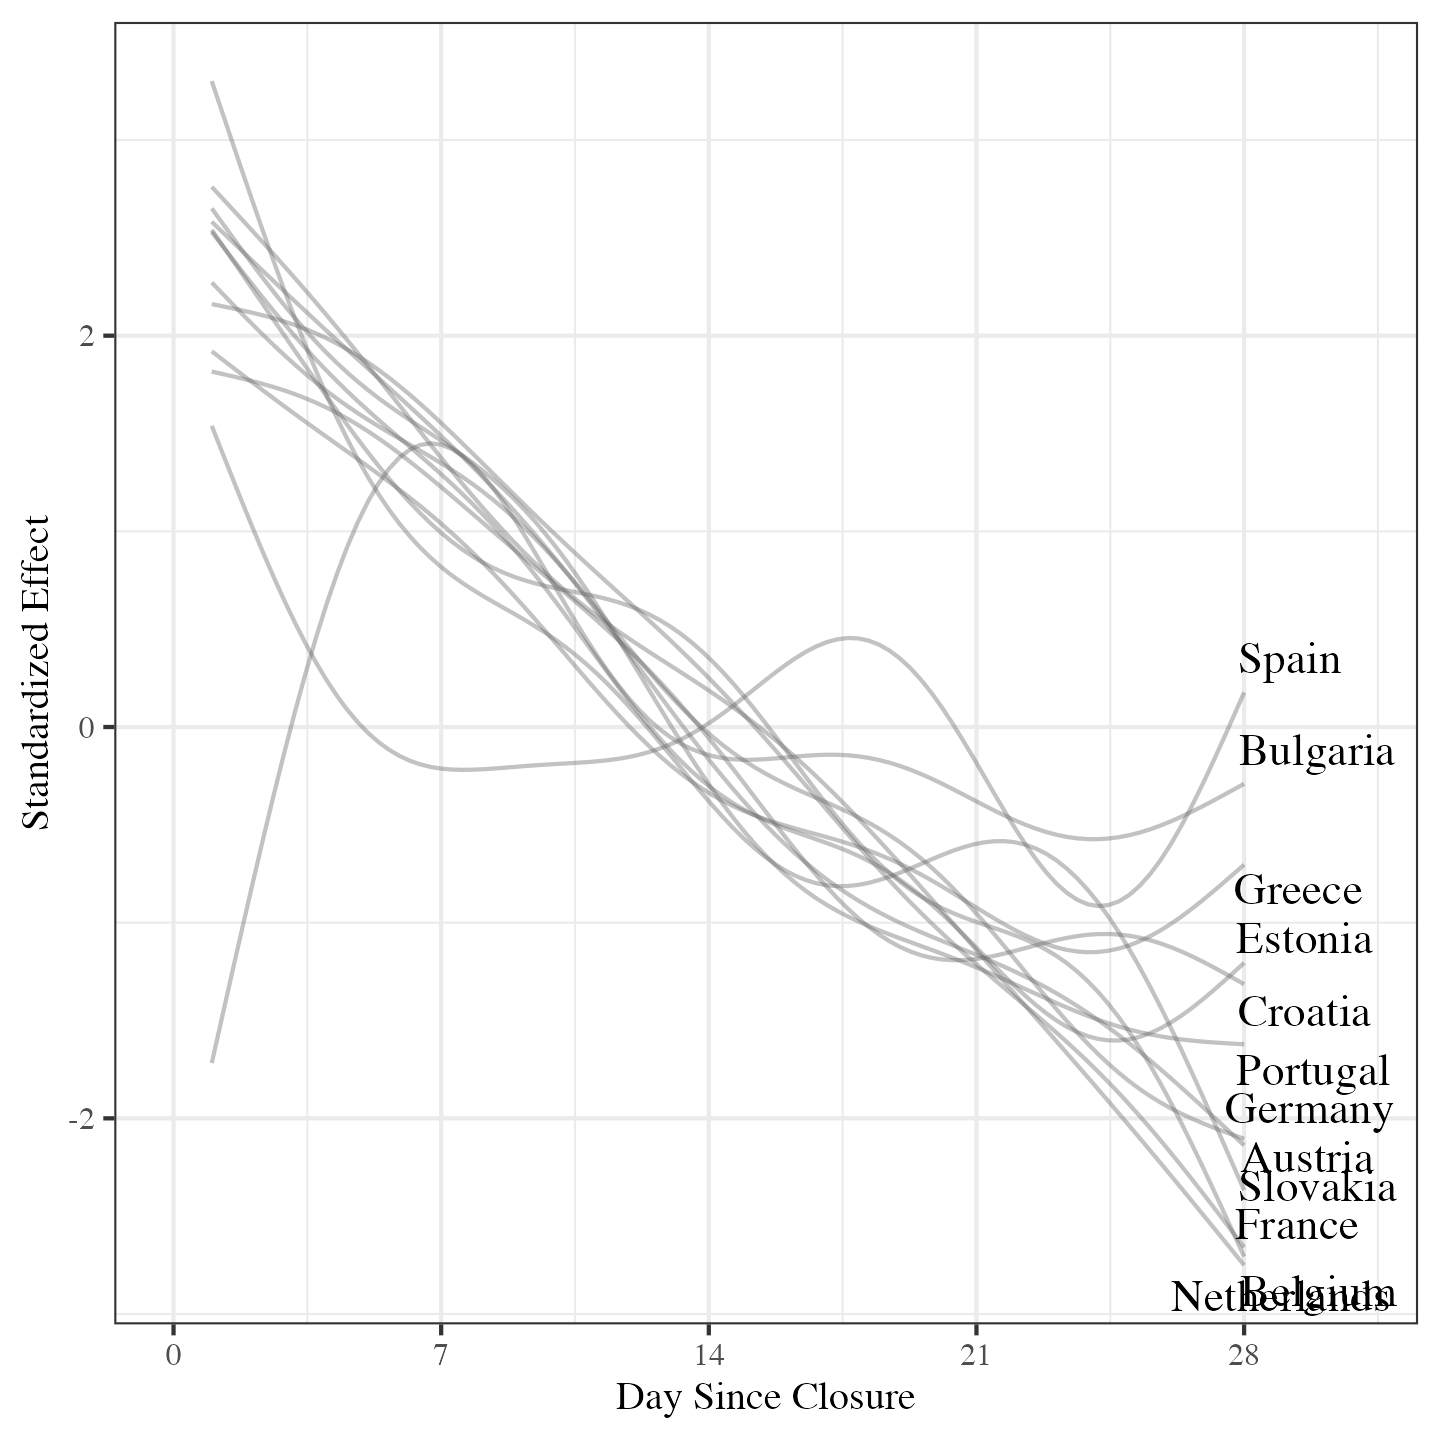 Standardized Effect
2
0
-2
Spain
Bulgaria
Greece
Estonia
Croatia
Portugal
Germany
Austria
Slovakia
France
Belgium
Netherlands
0 7 14 21 28
Day Since Closure